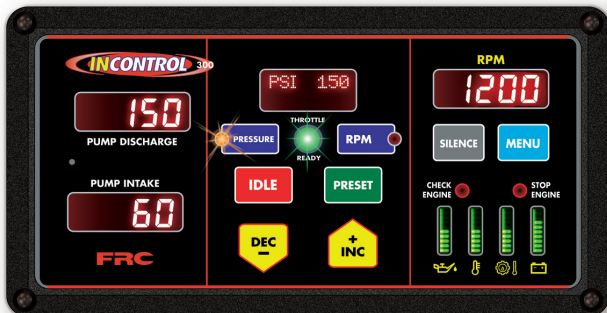 INCONTROL 300
150
PUMP DISCHARGE
PUMP INTAKE
60
FRC
PSI 150
THROTTLE
READY
PRESSURE
RPM
IDLE
PRESET
DEC
-
+
INC
RPM
1200
SILENCE
MENU
CHECK
ENGINE
STOP
ENGINE